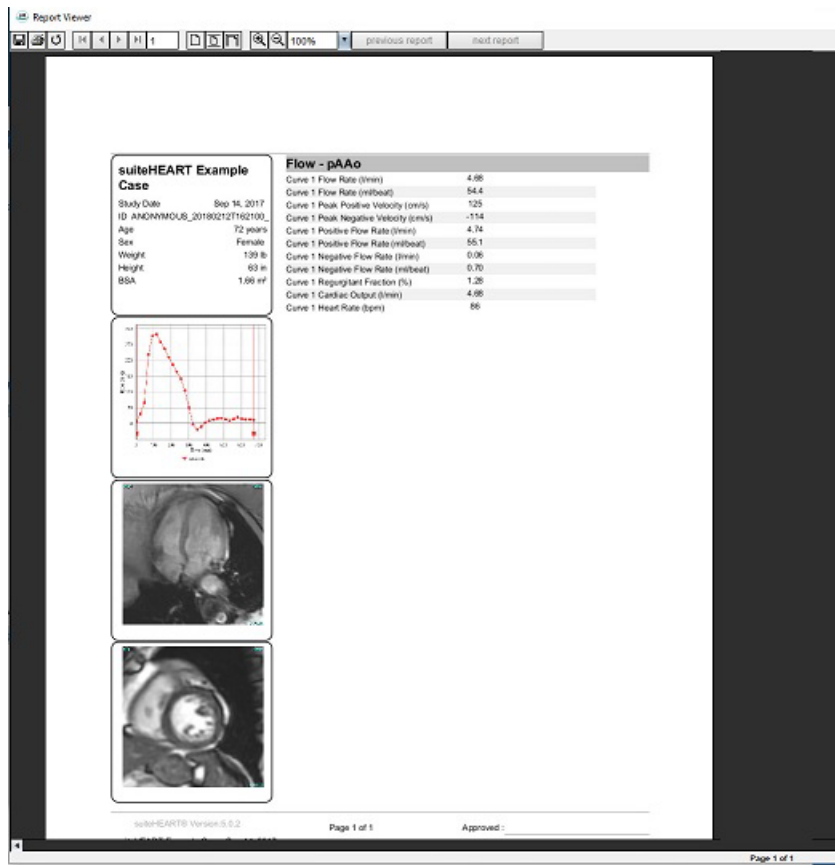 Report Viewer
1
100%
previous report
next report
suiteHEART Example
Case
Study Date Sep 14, 2017
ID ANONYMOUS_20180212T162100_
Age 72 years
Sex Female
Weight 139 lb
Height 63 in
BSA 1.66 m²
Flow - pAAo
Curve 1 Flow Rate (l/min) 4.68
Curve 1 Flow Rate (ml/beat) 54.4
Curve 1 Peak Positive Velocity (cm/s) 125
Curve 1 Peak Negative Velocity (cm/s) -114
Curve 1 Positive Flow Rate (l/min) 4.74
Curve 1 Positive Flow Rate (ml/beat) 55.1
Curve 1 Negative Flow Rate (l/min) 0.06
Curve 1 Negative Flow Rate (ml/beat) 0.70
Curve 1 Regurgitant Fraction (%) 1.28
Curve 1 Cardiac Output (l/min) 4.68
Curve 1 Heart Rate (bpm) 86
suiteHEART® Version 5.0.2
Page 1 of 1
Approved :
Page 1 of 1